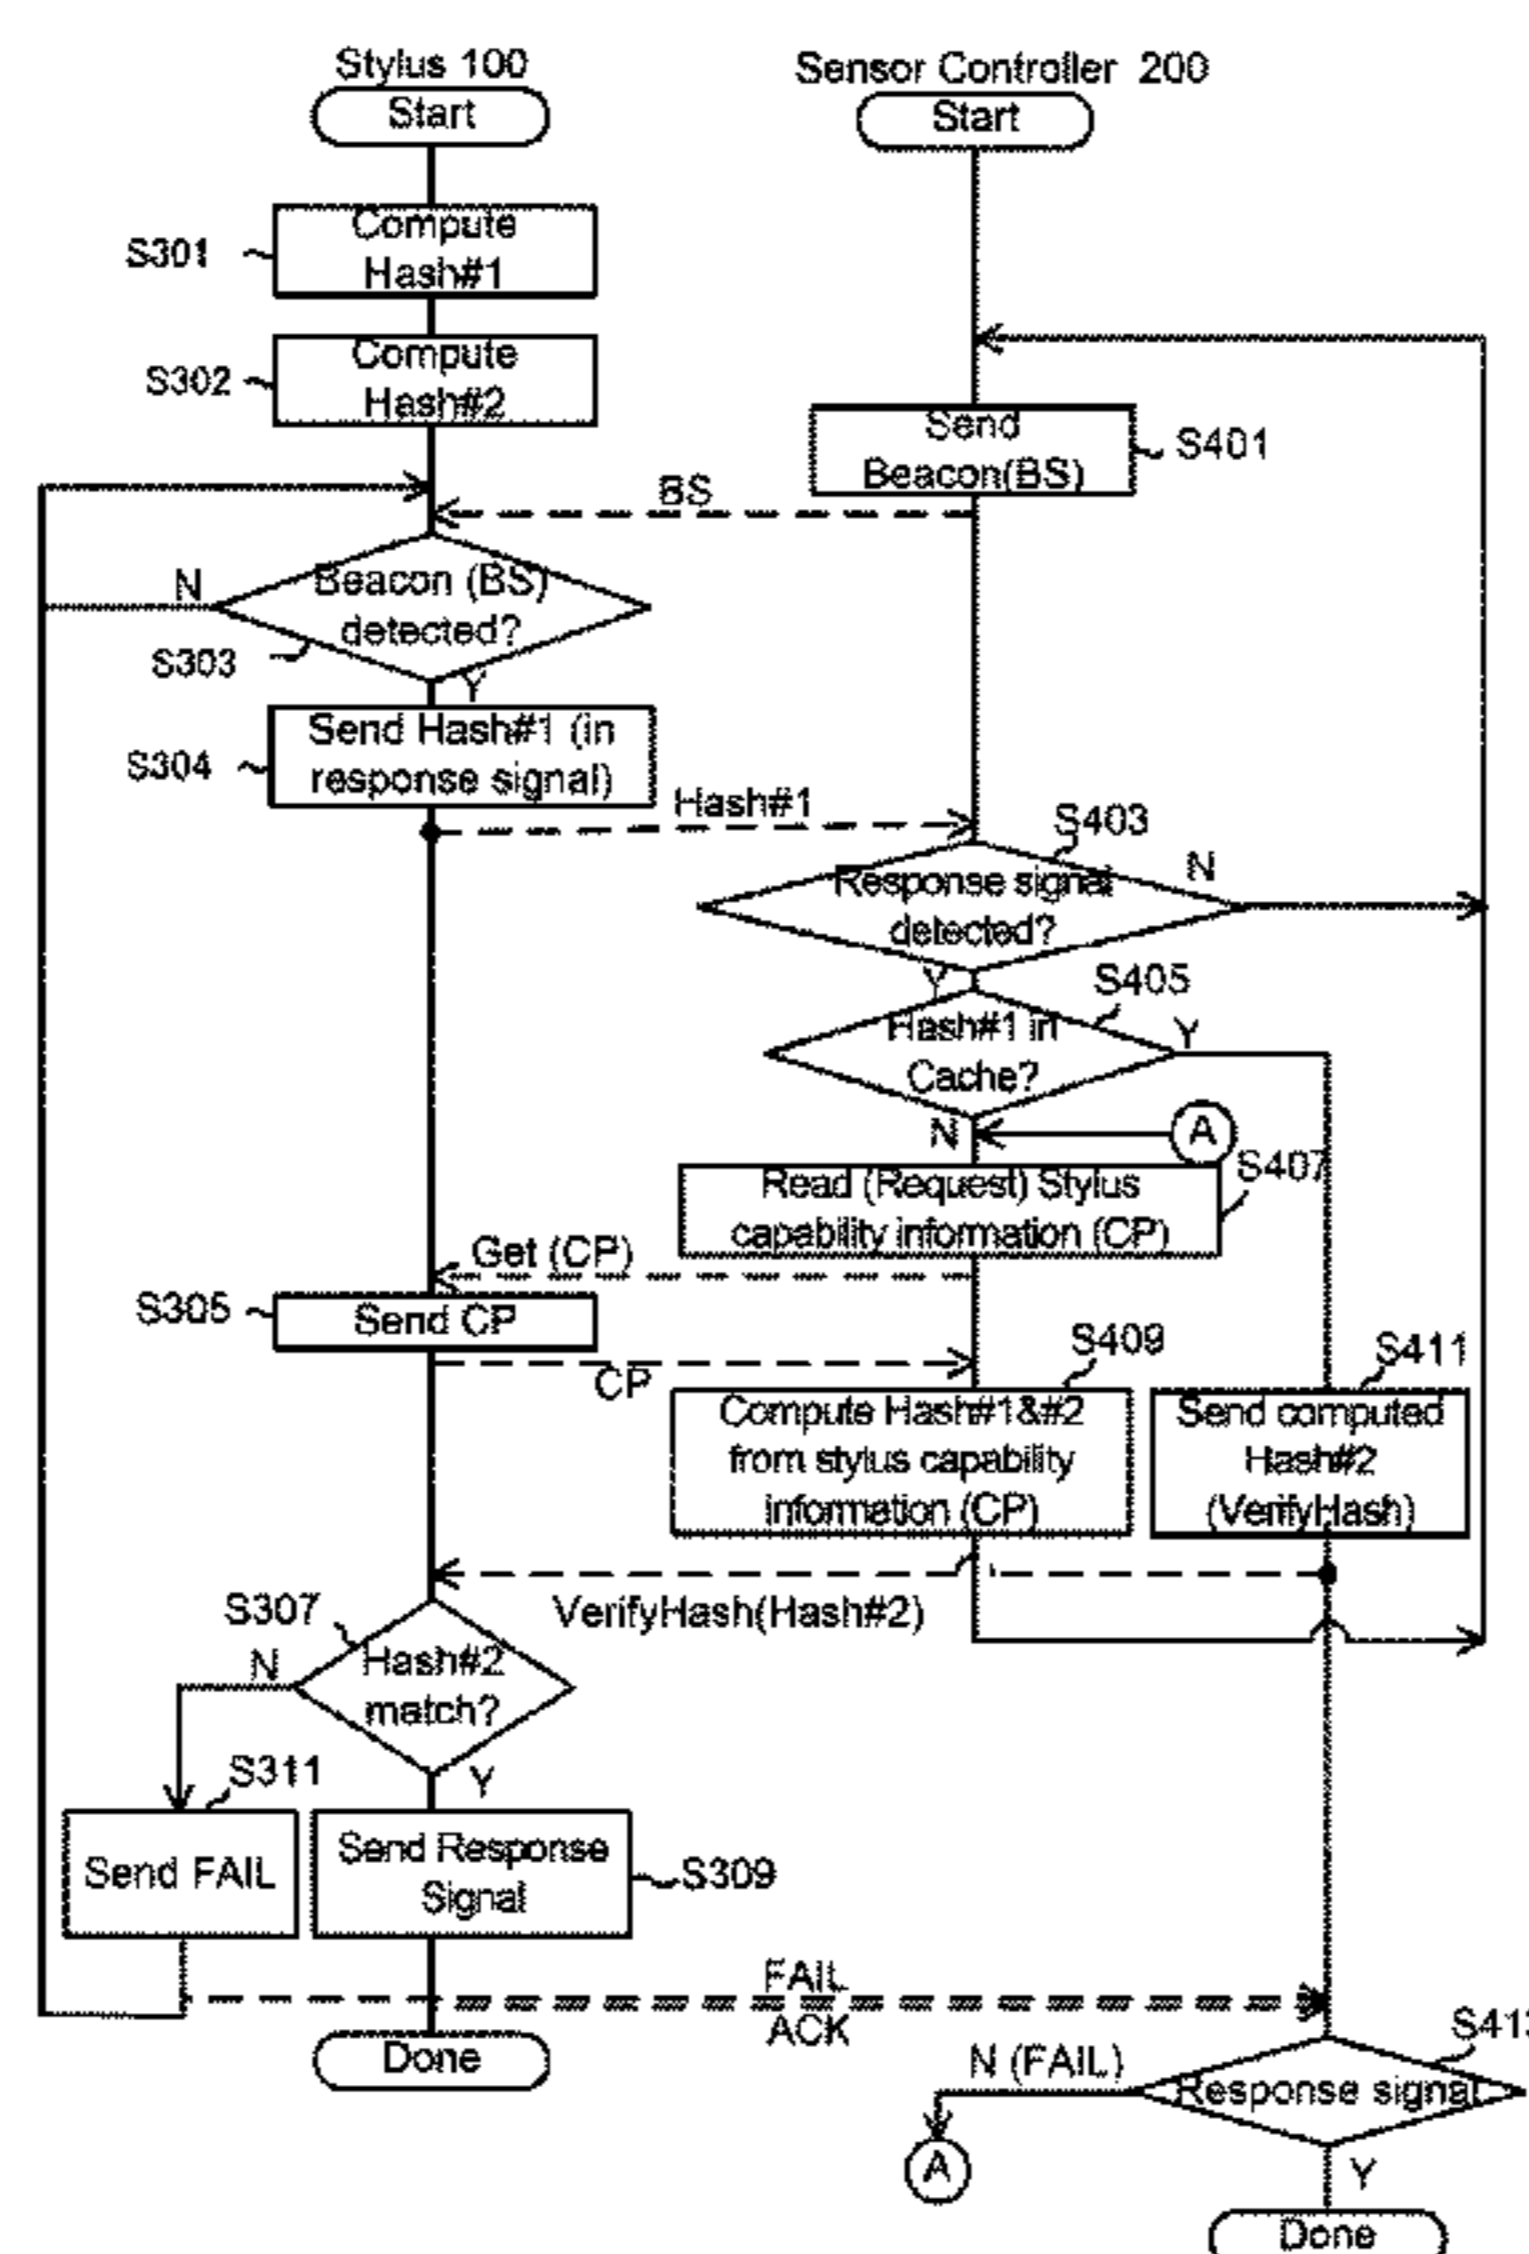 Stylus 100
Sensor Controller 200
Start
Start
Compute
Hash#1
S301
Compute
Hash#2
S302
Send
Beacon(BS)
S401
BS
Beacon (BS)
detected?
N
S303
Y
Send Hash#1 (in
response signal)
S304
Hash#1
S403
Response signal
detected?
N
Y
S405
Hash#1 in
Cache?
Y
N
A
S407
Read (Request) Stylus
capability information (CP)
Get (CP)
S305
Send CP
CP
S409
S411
Compute Hash#1&#2
from stylus capability
information (CP)
Send computed
Hash#2
(VerifyHash)
VerifyHash(Hash#2)
S307
N
Hash#2
match?
Y
S311
Send FAIL
Send Response
Signal
S309
FAIL
ACK
Done
S413
N (FAIL)
Response signal
A
Y
Done